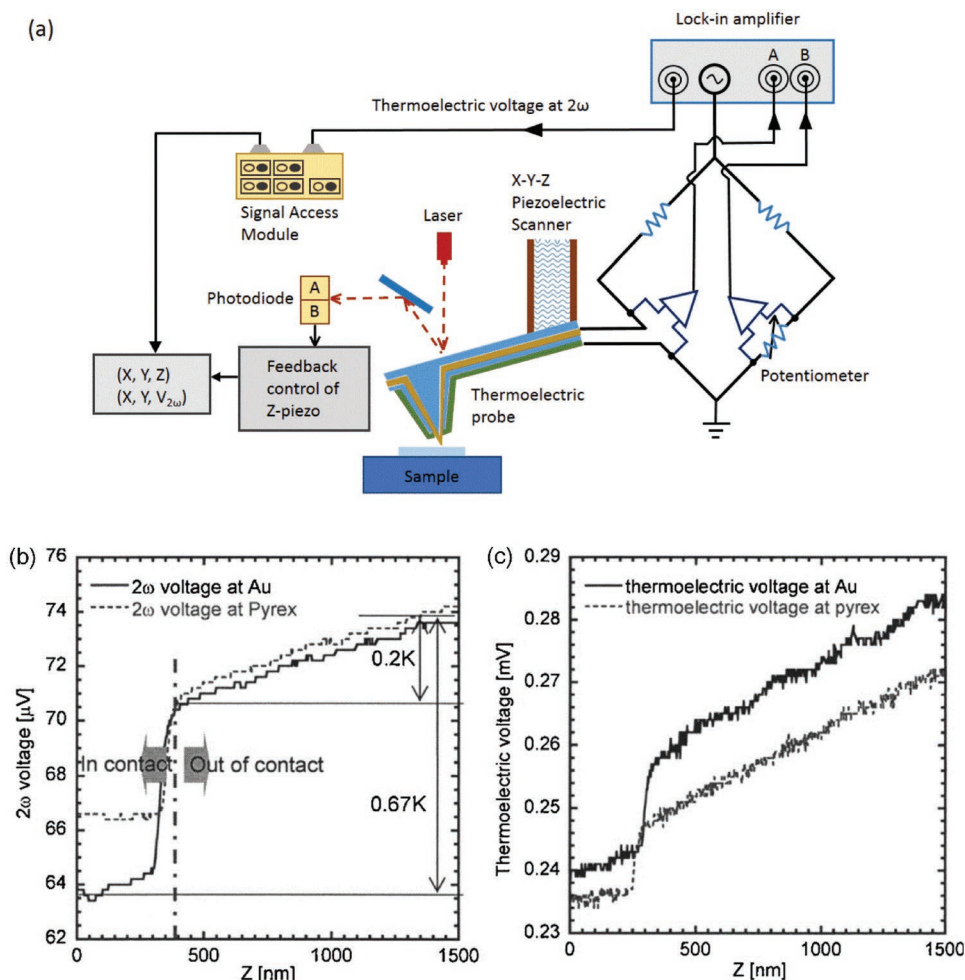 (a)
Lock-in amplifier
A B
Thermoelectric voltage at 2ω
Signal Access
Module
Laser
X-Y-Z
Piezoelectric
Scanner
Photodiode
A
B
(X, Y, Z)
(X, Y, V2ω)
Feedback
control of
Z-piezo
Thermoelectric
probe
Potentiometer
Sample
(b)
76
74
72
70
68
66
64
62
2ω voltage [μV]
2ω voltage at Au
2ω voltage at Pyrex
0.2K
In contact
Out of contact
0.67K
0 500 1000 1500
Z [nm]
(c)
0.29
0.28
0.27
0.26
0.25
0.24
0.23
Thermoelectric voltage [mV]
thermoelectric voltage at Au
thermoelectric voltage at pyrex
0 500 1000 1500
Z [nm]